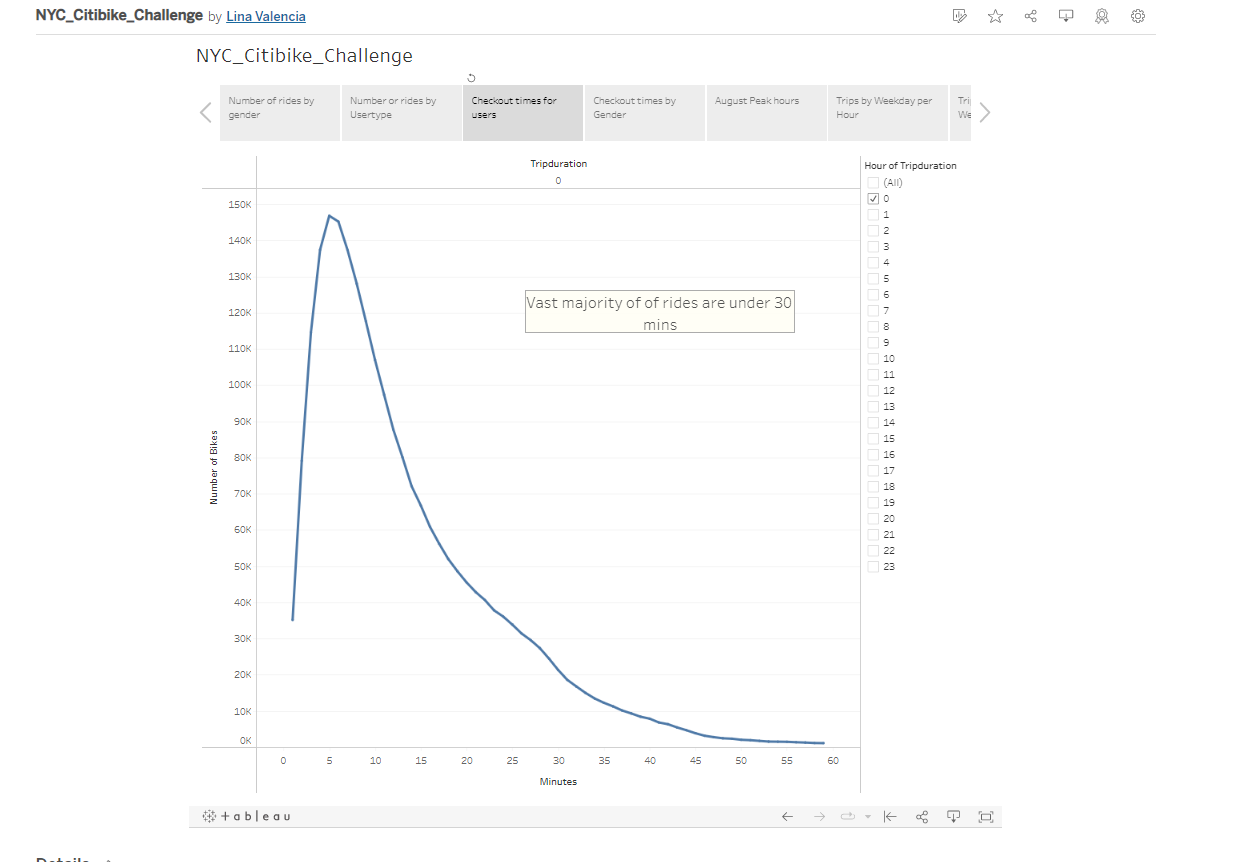 NYC_Citibike_Challenge by Lina Valencia
NYC_Citibike_Challenge
Number of rides by
gender
Number or rides by
Usertype
Checkout times for
users
Checkout times by
Gender
August Peak hours
Trips by Weekday per
Hour
Tri
We
Tripduration
0
150K
140K
130K
120K
110K
100K
90K
80K
70K
60K
50K
40K
30K
20K
10K
0K
Number of Bikes
Vast majority of of rides are under 30
mins
0 5 10 15 20 25 30 35 40 45 50 55 60
Minutes
Hour of Tripduration
(All)
0
1
2
3
4
5
6
7
8
9
10
11
12
13
14
15
16
17
18
19
20
21
22
23
+ableau
Details